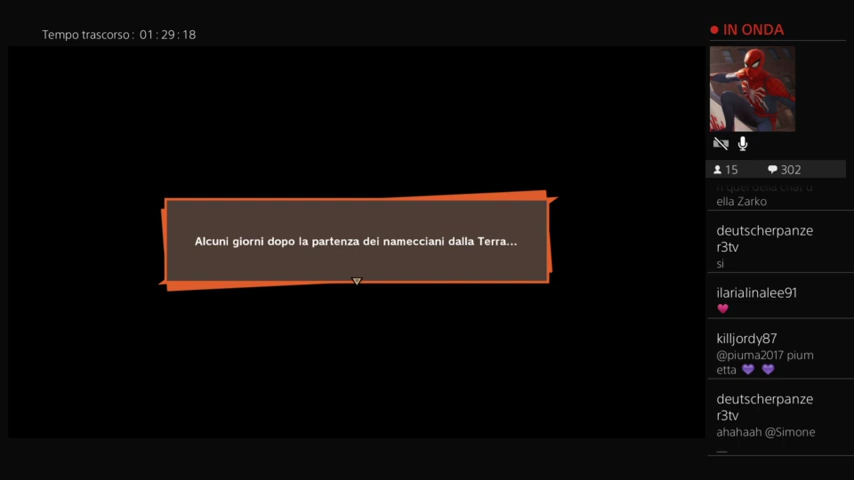 Tempo trascorso: 01:29:18
IN ONDA
15 302
ella Zarko
deutscherpanze
r3tv
si
ilarialinalee91
killjordy87
@piuma2017 pium
etta
deutscherpanze
r3tv
ahahaah @Simone
Alcuni giorni dopo la partenza dei namecciani dalla Terra...